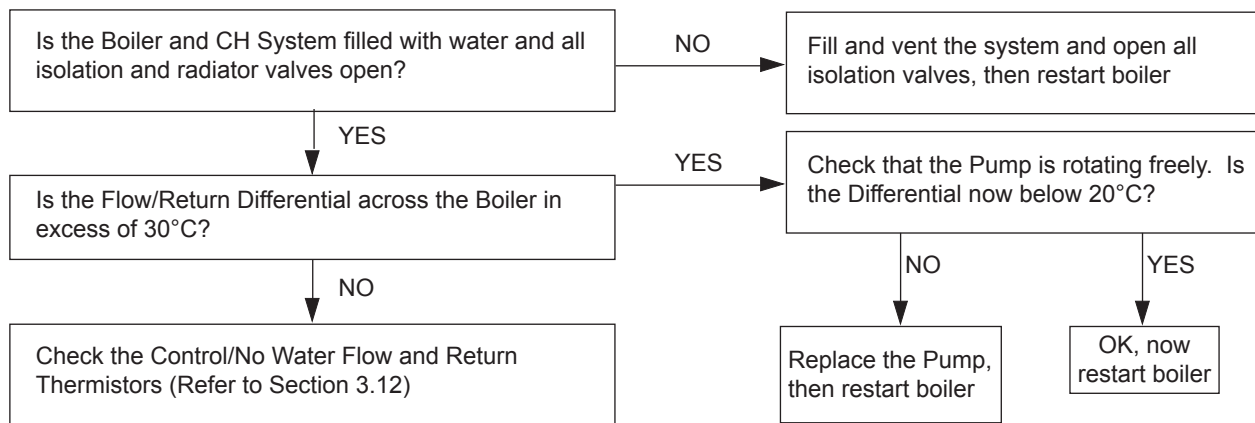 Is the Boiler and CH System filled with water and all
isolation and radiator valves open?
NO
Fill and vent the system and open all
isolation valves, then restart boiler
YES
Is the Flow/Return Differential across the Boiler in
excess of 30°C?
YES
Check that the Pump is rotating freely.  Is
the Differential now below 20°C?
NO
Check the Control/No Water Flow and Return
Thermistors (Refer to Section 3.12)
NO
Replace the Pump,
then restart boiler
YES
OK, now
restart boiler